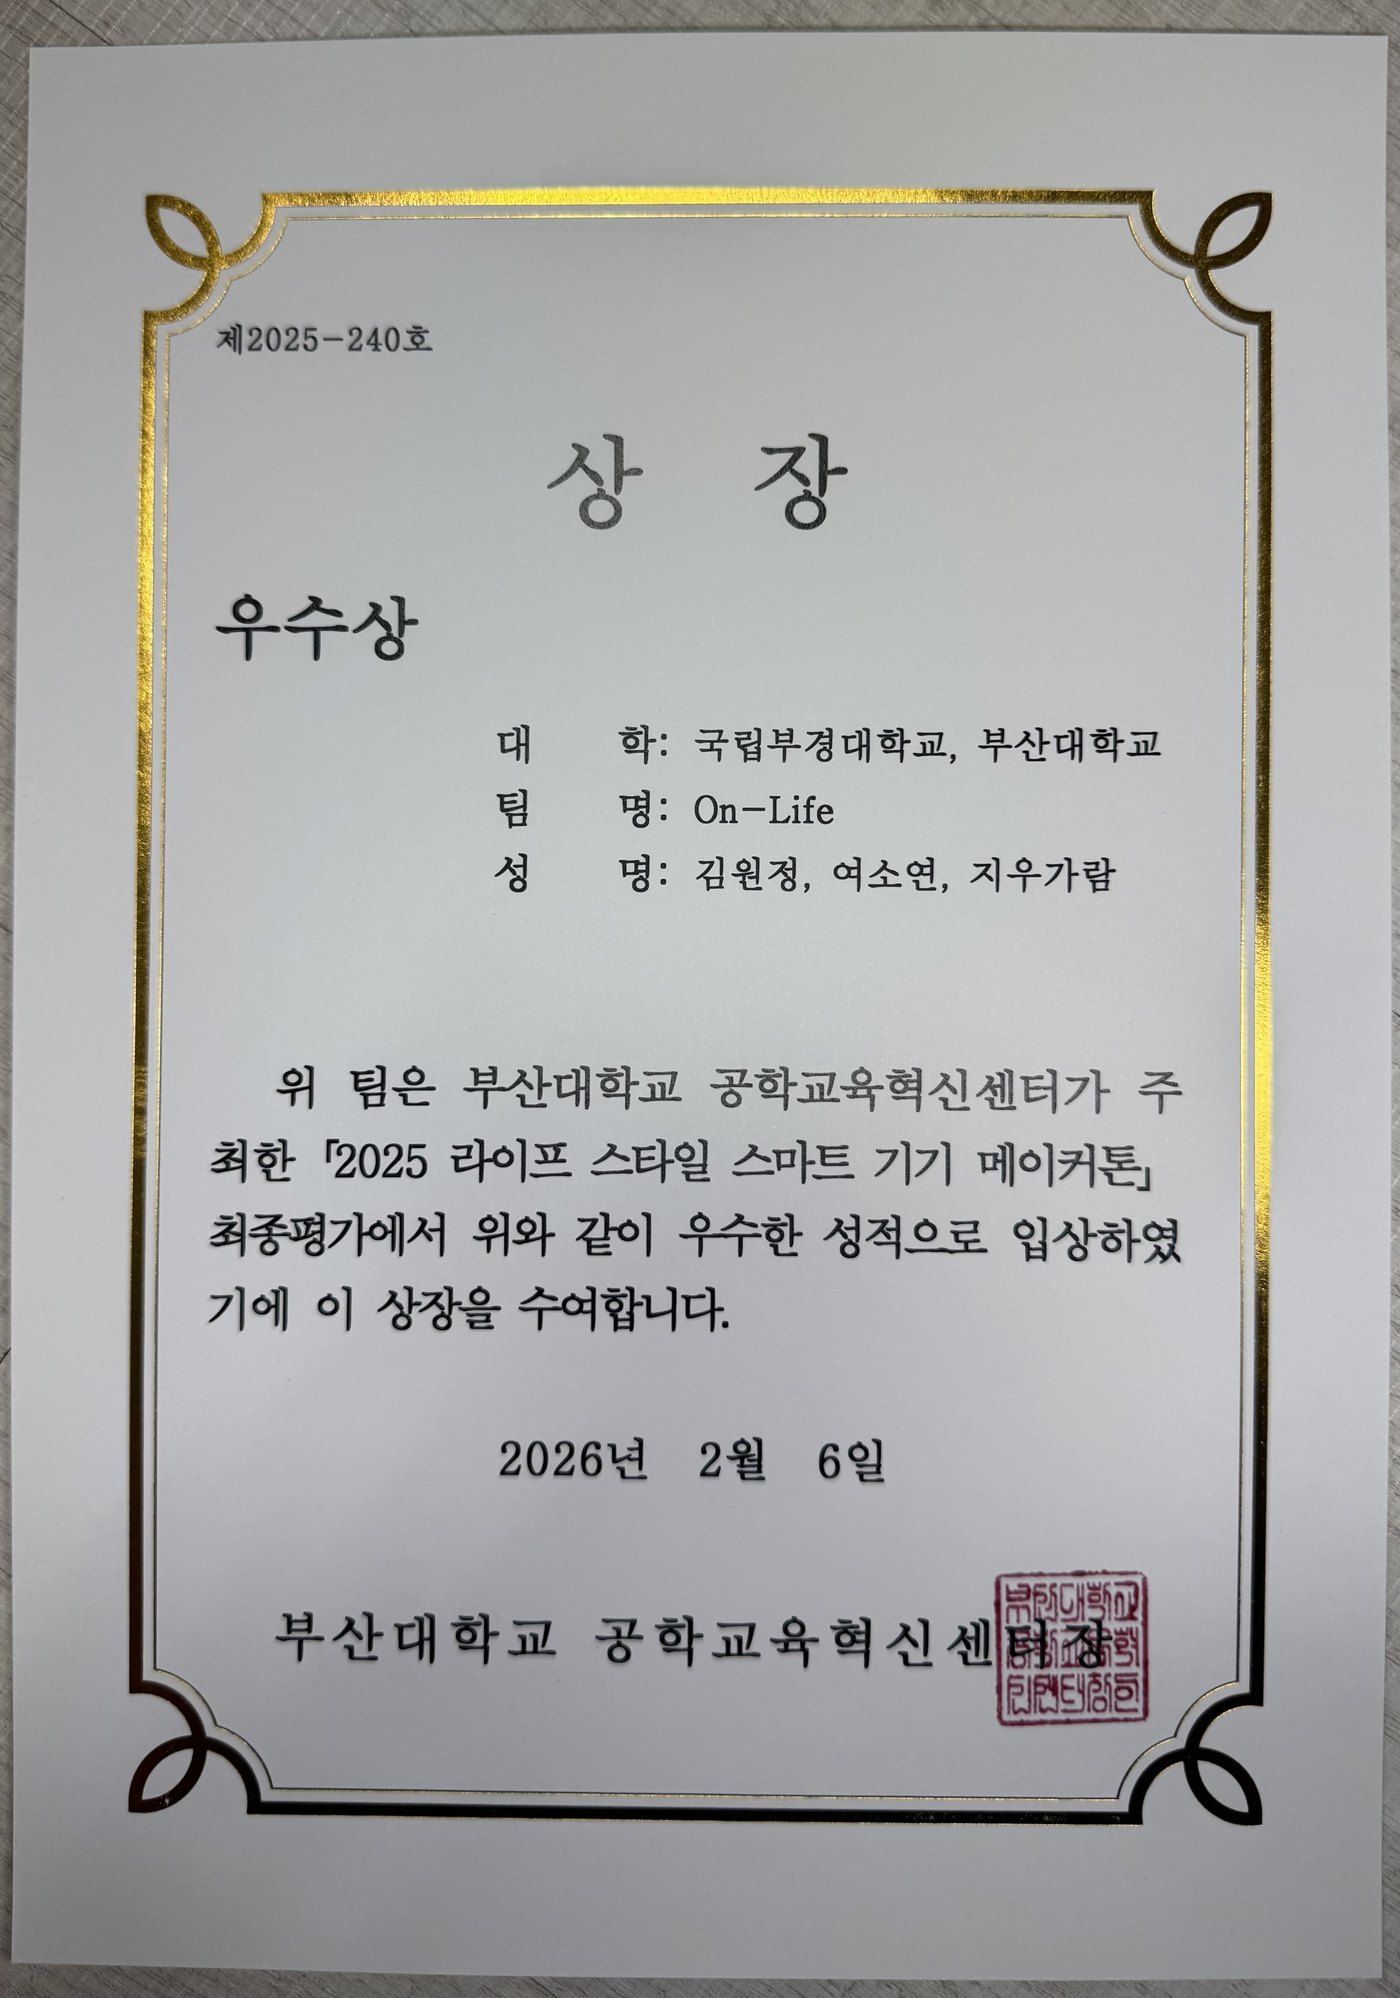 제2025-240호
상 장
우수상
대 학: 국립부경대학교, 부산대학교
팀 명: On-Life
성 명: 김원정, 여소연, 지우가람
위 팀은 부산대학교 공학교육혁신센터가 주
최한 「2025 라이프 스타일 스마트 기기 메이커톤」
최종평가에서 위와 같이 우수한 성적으로 입상하였
기에 이 상장을 수여합니다.
2026년 2월 6일
부산대학교 공학교육혁신센터장